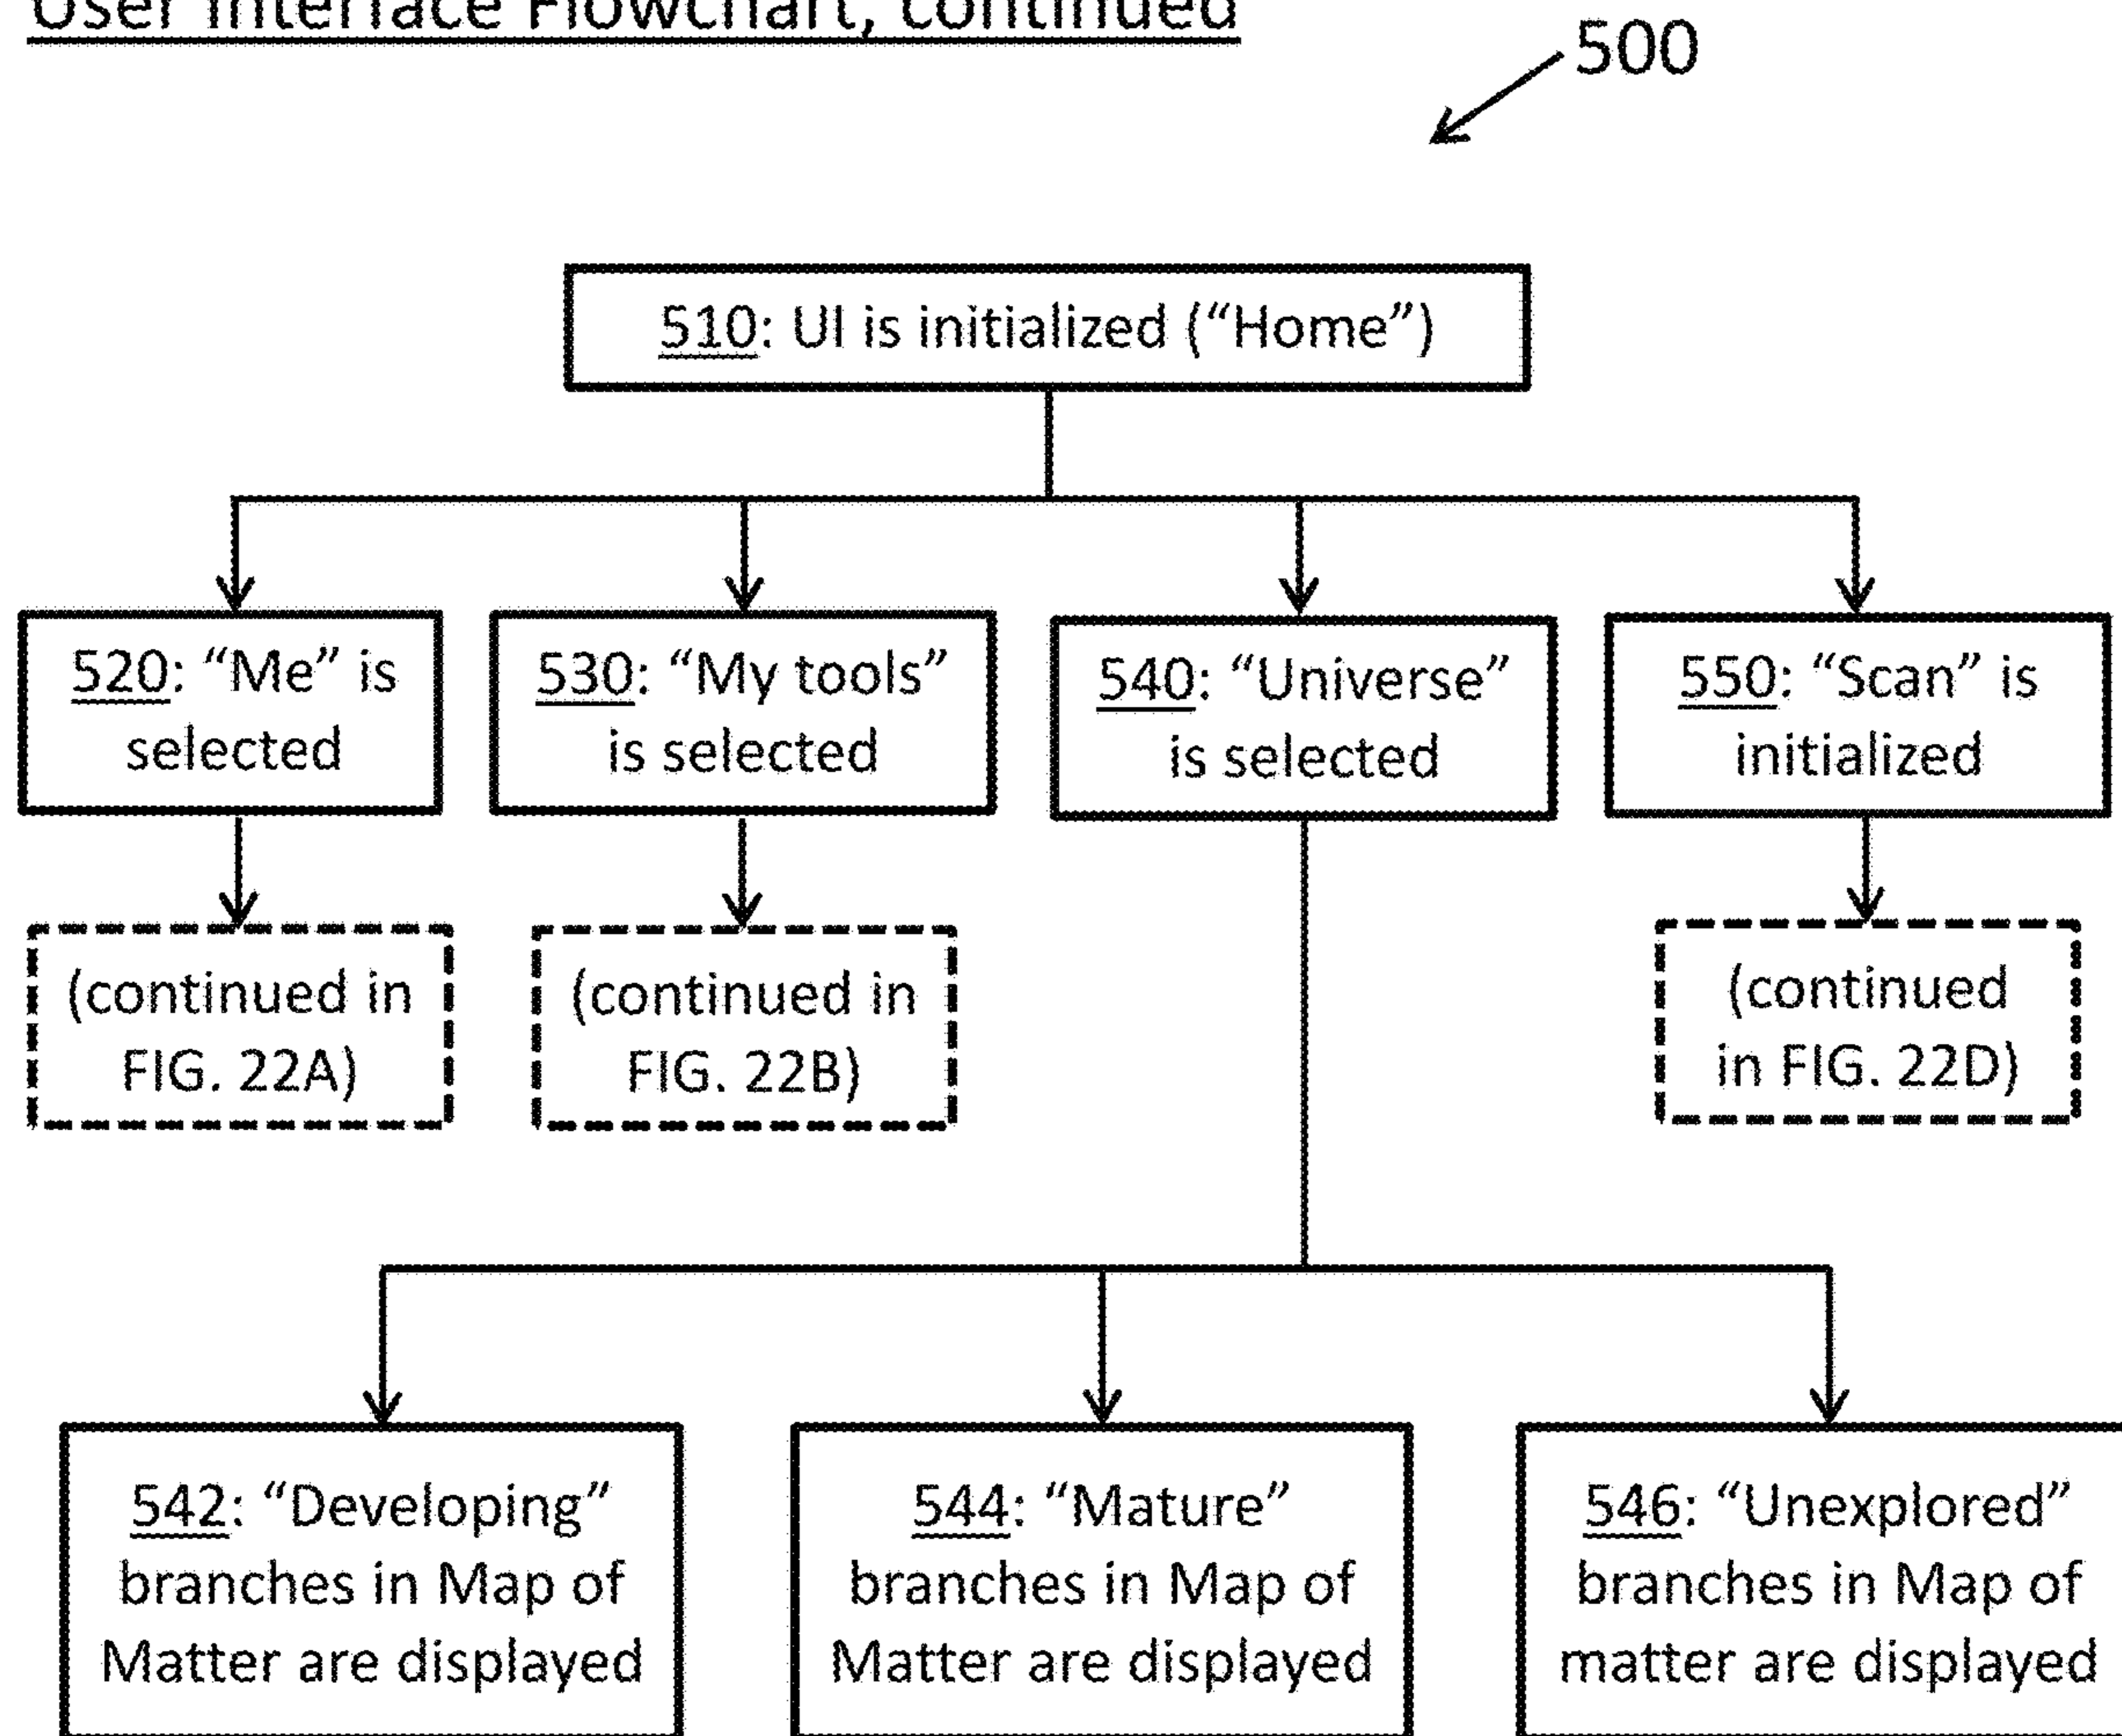 User Interface Flowchart, continued
500
510: UI is initialized (“Home”)
520: “Me” is
selected
530: “My tools”
is selected
540: “Universe”
is selected
550: “Scan” is
initialized
(continued in
FIG. 22A)
(continued in
FIG. 22B)
(continued
in FIG. 22D)
542: “Developing”
branches in Map of
Matter are displayed
544: “Mature”
branches in Map of
Matter are displayed
546: “Unexplored”
branches in Map of
matter are displayed